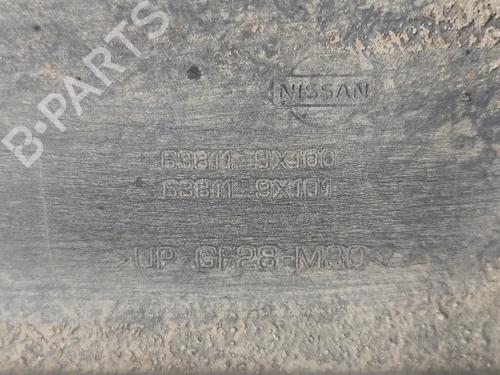 B-PARTS
NISSAN
63811 9X100
63811 9X101
>UP GF28-M30<